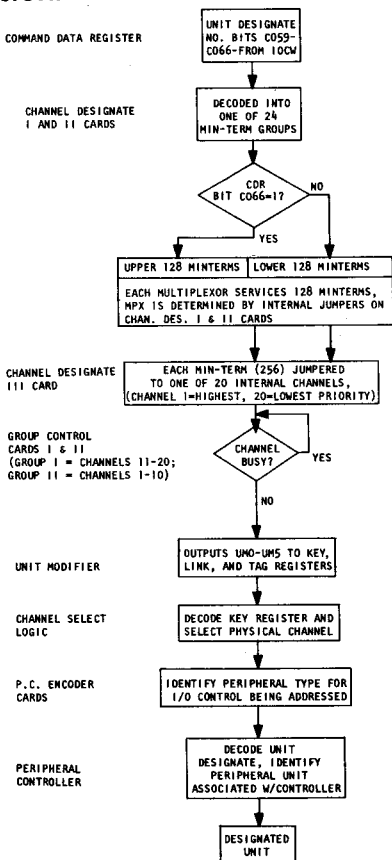 UNIT DESIGNATE
NO. BITS C059-
C066-FROM IOCW
COMMAND DATA REGISTER
DECODED INTO
ONE OF 24
MIN-TERM GROUPS
CHANNEL DESIGNATE
I AND II CARDS
CDR
BIT C066=1?
NO
YES
UPPER 128 MINTERMS
LOWER 128 MINTERMS
EACH MULTIPLEXOR SERVICES 128 MINTERMS,
MPX IS DETERMINED BY INTERNAL JUMPERS ON
CHAN. DES. I & II CARDS
CHANNEL DESIGNATE
III CARD
EACH MIN-TERM (256) JUMPERED
TO ONE OF 20 INTERNAL CHANNELS,
(CHANNEL 1=HIGHEST, 20=LOWEST PRIORITY)
GROUP CONTROL
CARDS I & II
(GROUP I = CHANNELS 11-20;
GROUP II = CHANNELS 1-10)
CHANNEL
BUSY?
YES
NO
UNIT MODIFIER
OUTPUTS UM0-UM5 TO KEY,
LINK, AND TAG REGISTERS
CHANNEL SELECT
LOGIC
DECODE KEY REGISTER AND
SELECT PHYSICAL CHANNEL
P.C. ENCODER
CARDS
IDENTIFY PERIPHERAL TYPE FOR
I/O CONTROL BEING ADDRESSED
PERIPHERAL
CONTROLLER
DECODE UNIT
DESIGNATE, IDENTIFY
PERIPHERAL UNIT
ASSOCIATED W/CONTROLLER
DESIGNATED
UNIT